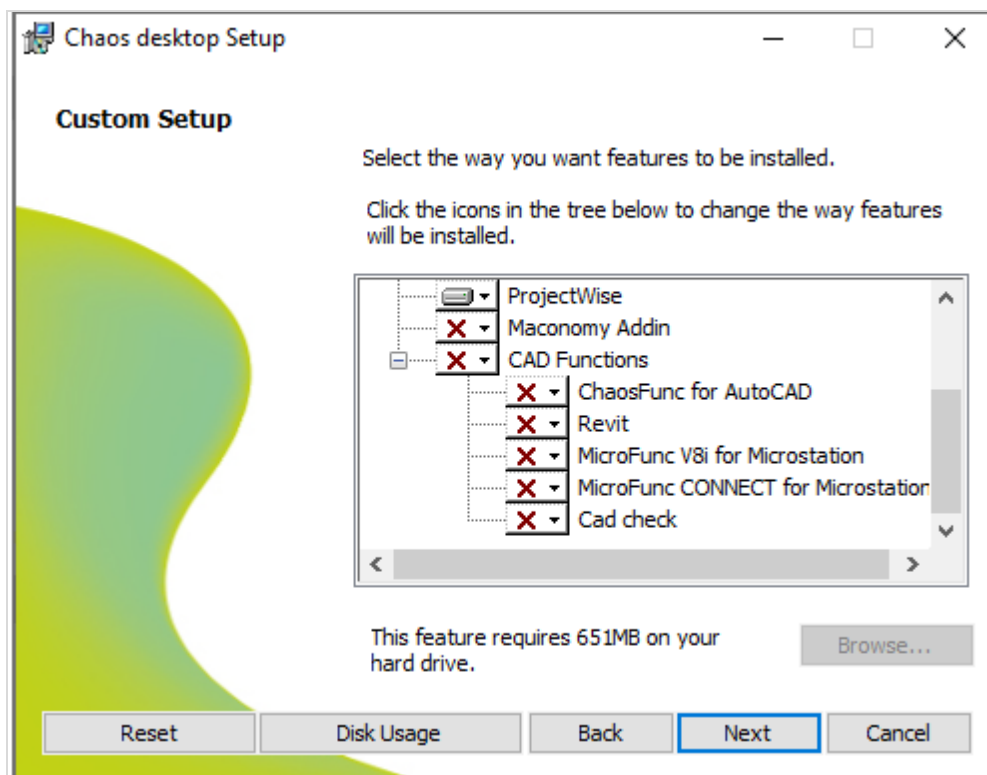 Chaos desktop Setup
Custom Setup
Select the way you want features to be installed.
Click the icons in the tree below to change the way features
will be installed.
ProjectWise
Maconomy Addin
CAD Functions
ChaosFunc for AutoCAD
Revit
MicroFunc V8i for Microstation
MicroFunc CONNECT for Microstation
Cad check
This feature requires 651MB on your
hard drive.
Browse...
Reset
Disk Usage
Back
Next
Cancel